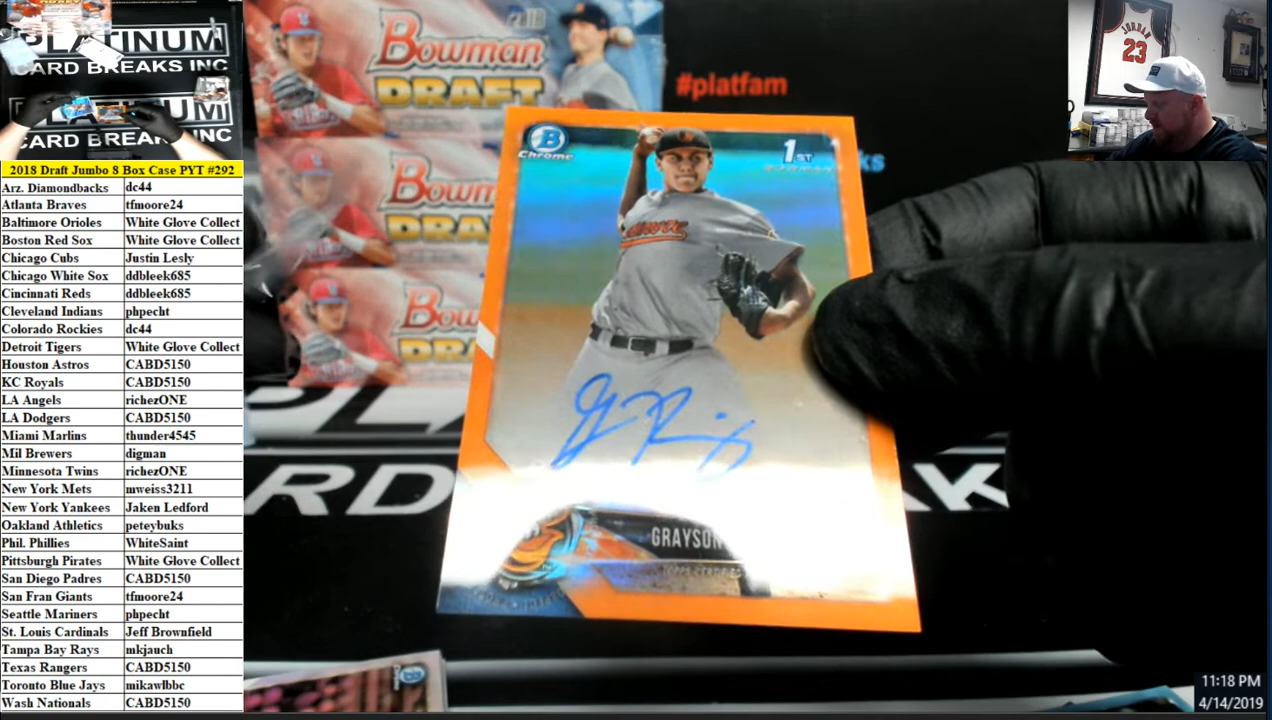 PLATINUM
CARD BREAKS INC
CARD BREAKS INC
2018 Draft Jumbo 8 Box Case PYT #292
Arz. Diamondbacks dc44
Atlanta Braves tfmoore24
Baltimore Orioles White Glove Collect
Boston Red Sox White Glove Collect
Chicago Cubs Justin Lesly
Chicago White Sox ddbleek685
Cincinnati Reds ddbleek685
Cleveland Indians phpecht
Colorado Rockies dc44
Detroit Tigers White Glove Collect
Houston Astros CABD5150
KC Royals CABD5150
LA Angels richezONE
LA Dodgers CABD5150
Miami Marlins thunder4545
Mil Brewers digman
Minnesota Twins richezONE
New York Mets mweiss3211
New York Yankees Jaken Ledford
Oakland Athletics peteybuks
Phil. Phillies WhiteSaint
Pittsburgh Pirates White Glove Collect
San Diego Padres CABD5150
San Fran Giants tfmoore24
Seattle Mariners phpecht
St. Louis Cardinals Jeff Brownfield
Tampa Bay Rays mkjauch
Texas Rangers CABD5150
Toronto Blue Jays mikawlbbc
Wash Nationals CABD5150
2018
Bowman
DRAFT
#platfam
B
Chrome
1ST
GRAYSON
JORDAN
23
11:18 PM
4/14/2019